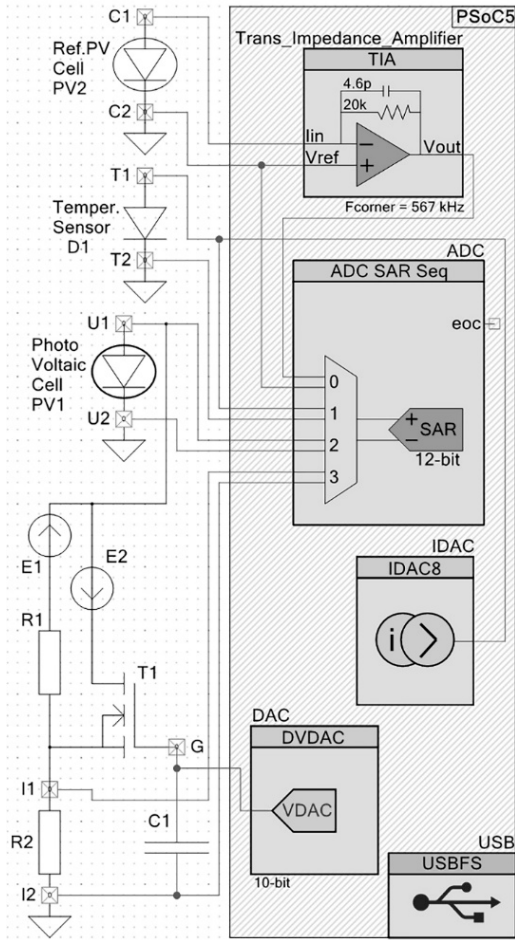 C1
PSoC5
Ref.PV
Cell
PV2
Trans_Impedance_Amplifier
TIA
4.6p
20k
C2
Iin
Vref
Vout
T1
Fcorner = 567 kHz
Temper.
Sensor
D1
ADC
ADC SAR Seq
T2
eoc
U1
Photo
Voltaic
Cell
PV1
0
1
2
3
SAR
12-bit
U2
E1
E2
IDAC
IDAC8
i
R1
T1
G
DAC
DVDAC
VDAC
10-bit
I1
C1
R2
I2
USB
USBFS